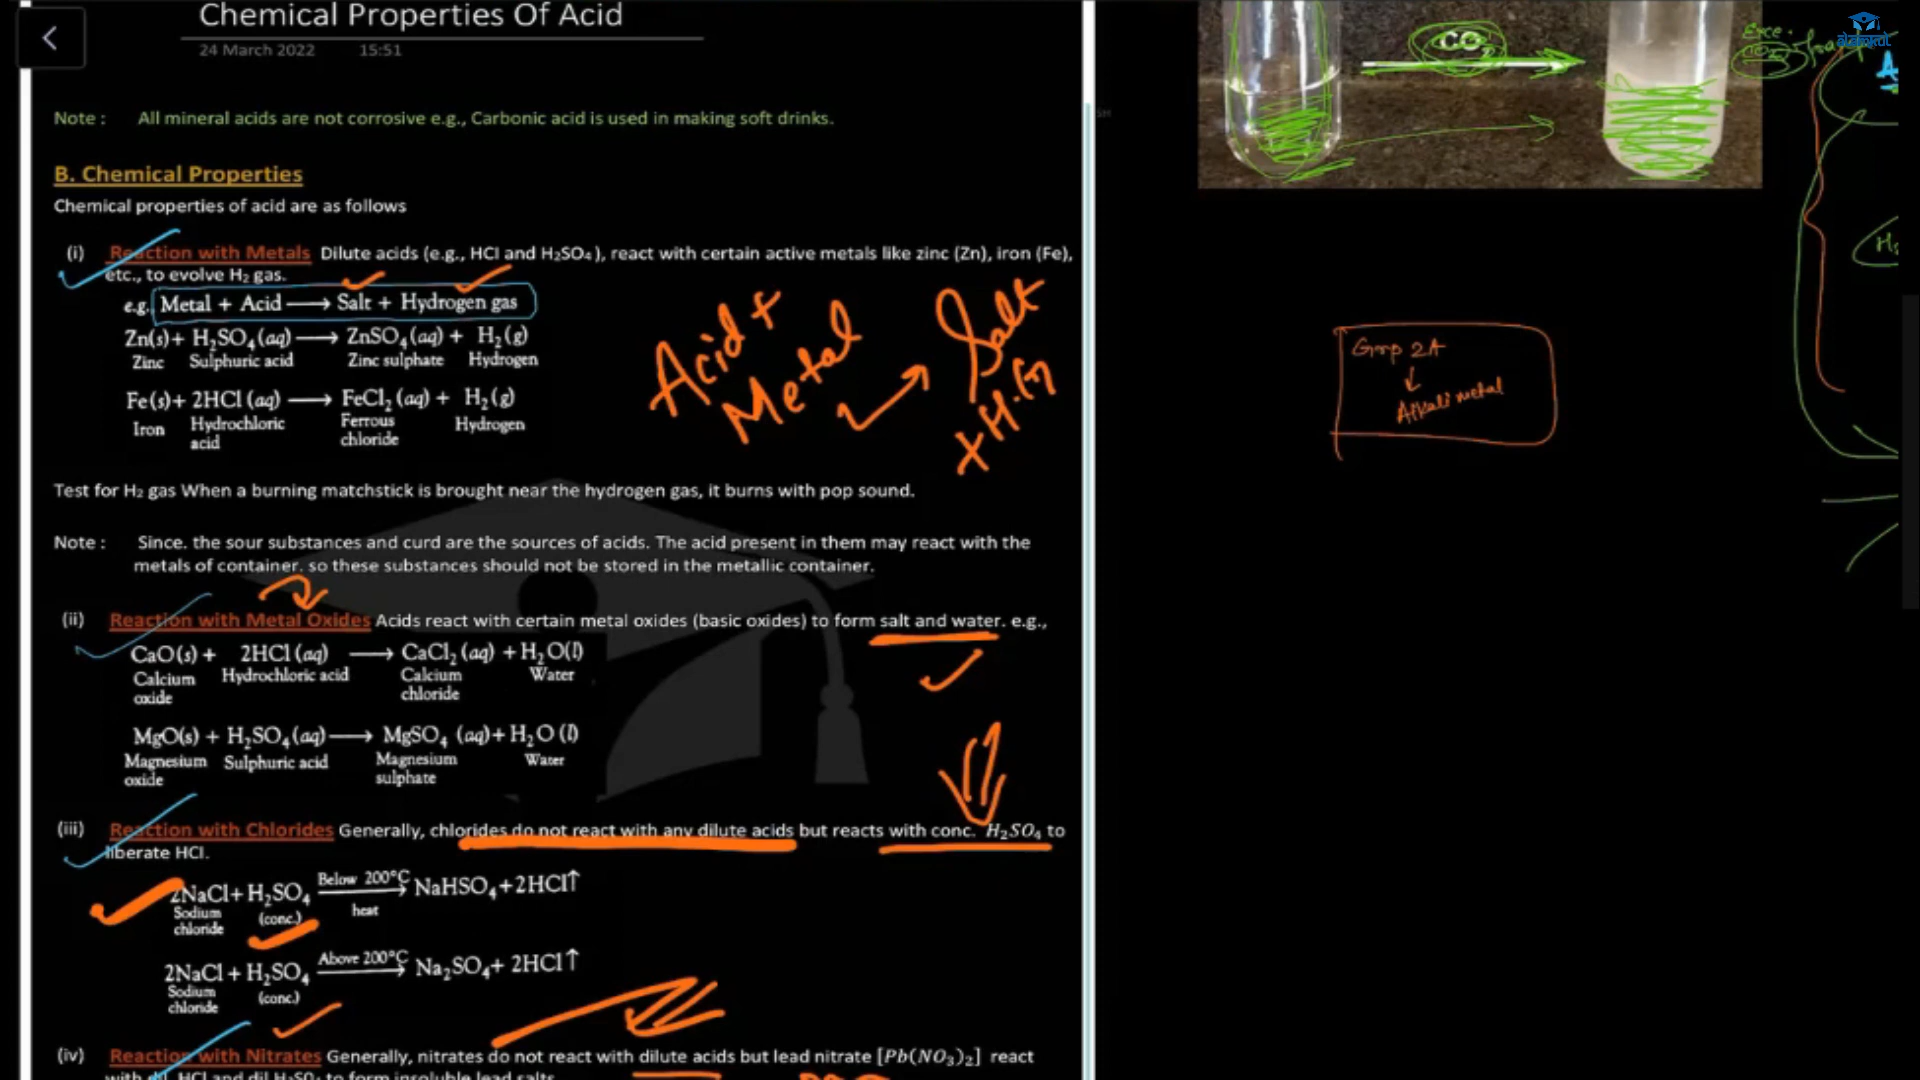 Chemical Properties Of Acid
24 March 2022 15:51
Note : All mineral acids are not corrosive e.g., Carbonic acid is used in making soft drinks.
B. Chemical Properties
Chemical properties of acid are as follows
(i) Reaction with Metals Dilute acids (e.g., HCl and H₂SO₄), react with certain active metals like zinc (Zn), iron (Fe),
etc., to evolve H₂ gas.
e.g. Metal + Acid ⟶ Salt + Hydrogen gas
Zn(s) + H₂SO₄(aq) ⟶ ZnSO₄(aq) + H₂(g)
Zinc Sulphuric acid Zinc sulphate Hydrogen
Fe(s) + 2HCl(aq) ⟶ FeCl₂(aq) + H₂(g)
Iron Hydrochloric Ferrous Hydrogen
acid chloride
Test for H₂ gas When a burning matchstick is brought near the hydrogen gas, it burns with pop sound.
Note : Since. the sour substances and curd are the sources of acids. The acid present in them may react with the
metals of container. so these substances should not be stored in the metallic container.
(ii) Reaction with Metal Oxides Acids react with certain metal oxides (basic oxides) to form salt and water. e.g.,
CaO(s) + 2HCl(aq) ⟶ CaCl₂(aq) + H₂O(l)
Calcium Hydrochloric acid Calcium Water
oxide chloride
MgO(s) + H₂SO₄(aq) ⟶ MgSO₄(aq) + H₂O(l)
Magnesium Sulphuric acid Magnesium Water
oxide sulphate
(iii) Reaction with Chlorides Generally, chlorides do not react with any dilute acids but reacts with conc. H₂SO₄ to
liberate HCl.
Below 200°C
2NaCl + H₂SO₄ ⟶ NaHSO₄ + 2HCl↑
Sodium (conc.) heat
chloride
Above 200°C
2NaCl + H₂SO₄ ⟶ Na₂SO₄ + 2HCl↑
Sodium (conc.)
chloride
(iv) Reaction with Nitrates Generally, nitrates do not react with dilute acids but lead nitrate [Pb(NO₃)₂] react
with dil. HCl and dil H₂SO₄ to form insoluble lead salts
Acid +
Metal
Salt
CO₂
Group 2A
Alkali metal